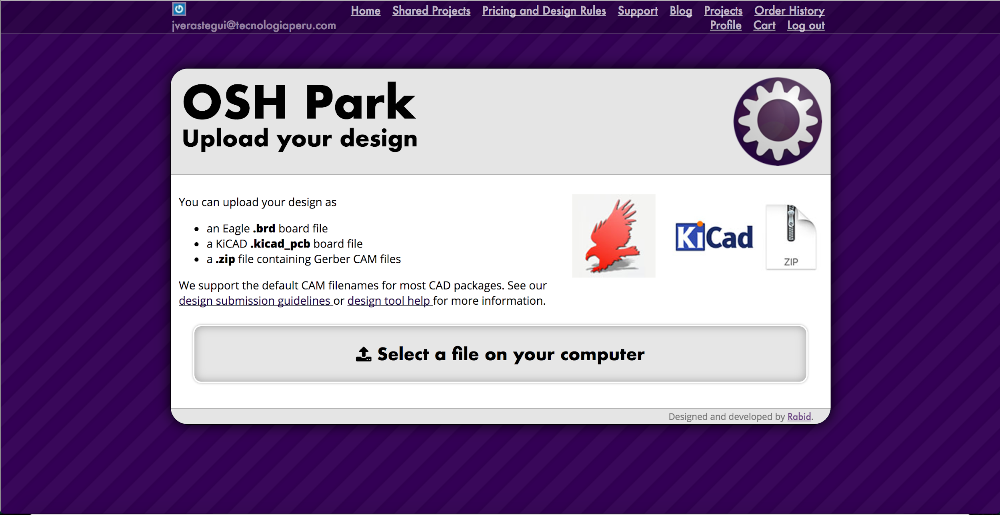 Home Shared Projects Pricing and Design Rules Support Blog Projects Order History
jverastegui@tecnologiaperu.com Profile Cart Log out
OSH Park
Upload your design
You can upload your design as
• an Eagle .brd board file
• a KiCAD .kicad_pcb board file
• a .zip file containing Gerber CAM files
KiCad
ZIP
We support the default CAM filenames for most CAD packages. See our
design submission guidelines or design tool help for more information.
Select a file on your computer
Designed and developed by Rabid.